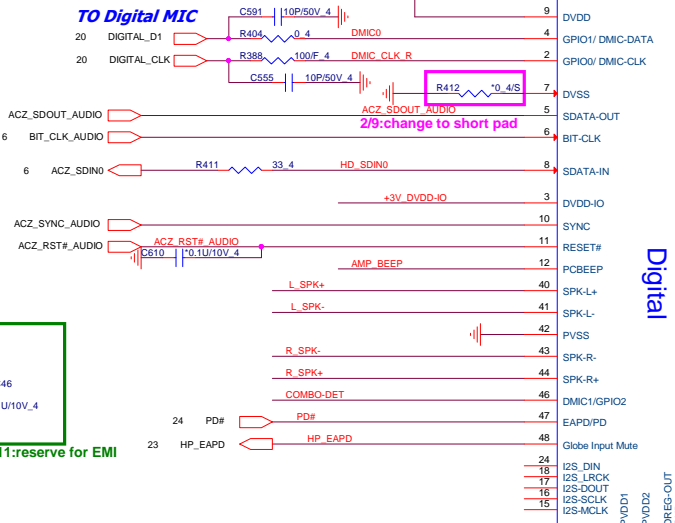 TO Digital MIC
C591 10P/50V_4
9 DVDD
20 DIGITAL_D1 R404 0_4 DMIC0 4 GPIO1/ DMIC-DATA
20 DIGITAL_CLK R388 100/F_4 DMIC_CLK_R 2 GPIO0/ DMIC-CLK
C555 10P/50V_4
R412 *0_4/S 7 DVSS
ACZ_SDOUT_AUDIO ACZ_SDOUT_AUDIO 5 SDATA-OUT
2/9:change to short pad
6 BIT_CLK_AUDIO 6 BIT-CLK
6 ACZ_SDIN0 R411 33_4 HD_SDIN0 8 SDATA-IN
+3V_DVDD-IO 3 DVDD-IO
ACZ_SYNC_AUDIO 10 SYNC
ACZ_RST#_AUDIO ACZ_RST#_AUDIO 11 RESET#
C610 *0.1U/10V_4
AMP_BEEP 12 PCBEEP
Digital
L_SPK+ 40 SPK-L+
L_SPK- 41 SPK-L-
42 PVSS
R_SPK- 43 SPK-R-
R_SPK+ 44 SPK-R+
46
COMBO-DET 46 DMIC1/GPIO2
U/10V_4
24 PD# PD# 47 EAPD/PD
23 HP_EAPD HP_EAPD 48 Globe Input Mute
1:reserve for EMI
24 I2S_DIN
18 I2S_LRCK
17 I2S-DOUT
16 I2S-SCLK
15 I2S-MCLK
PVDD1
PVDD2
OREG-OUT